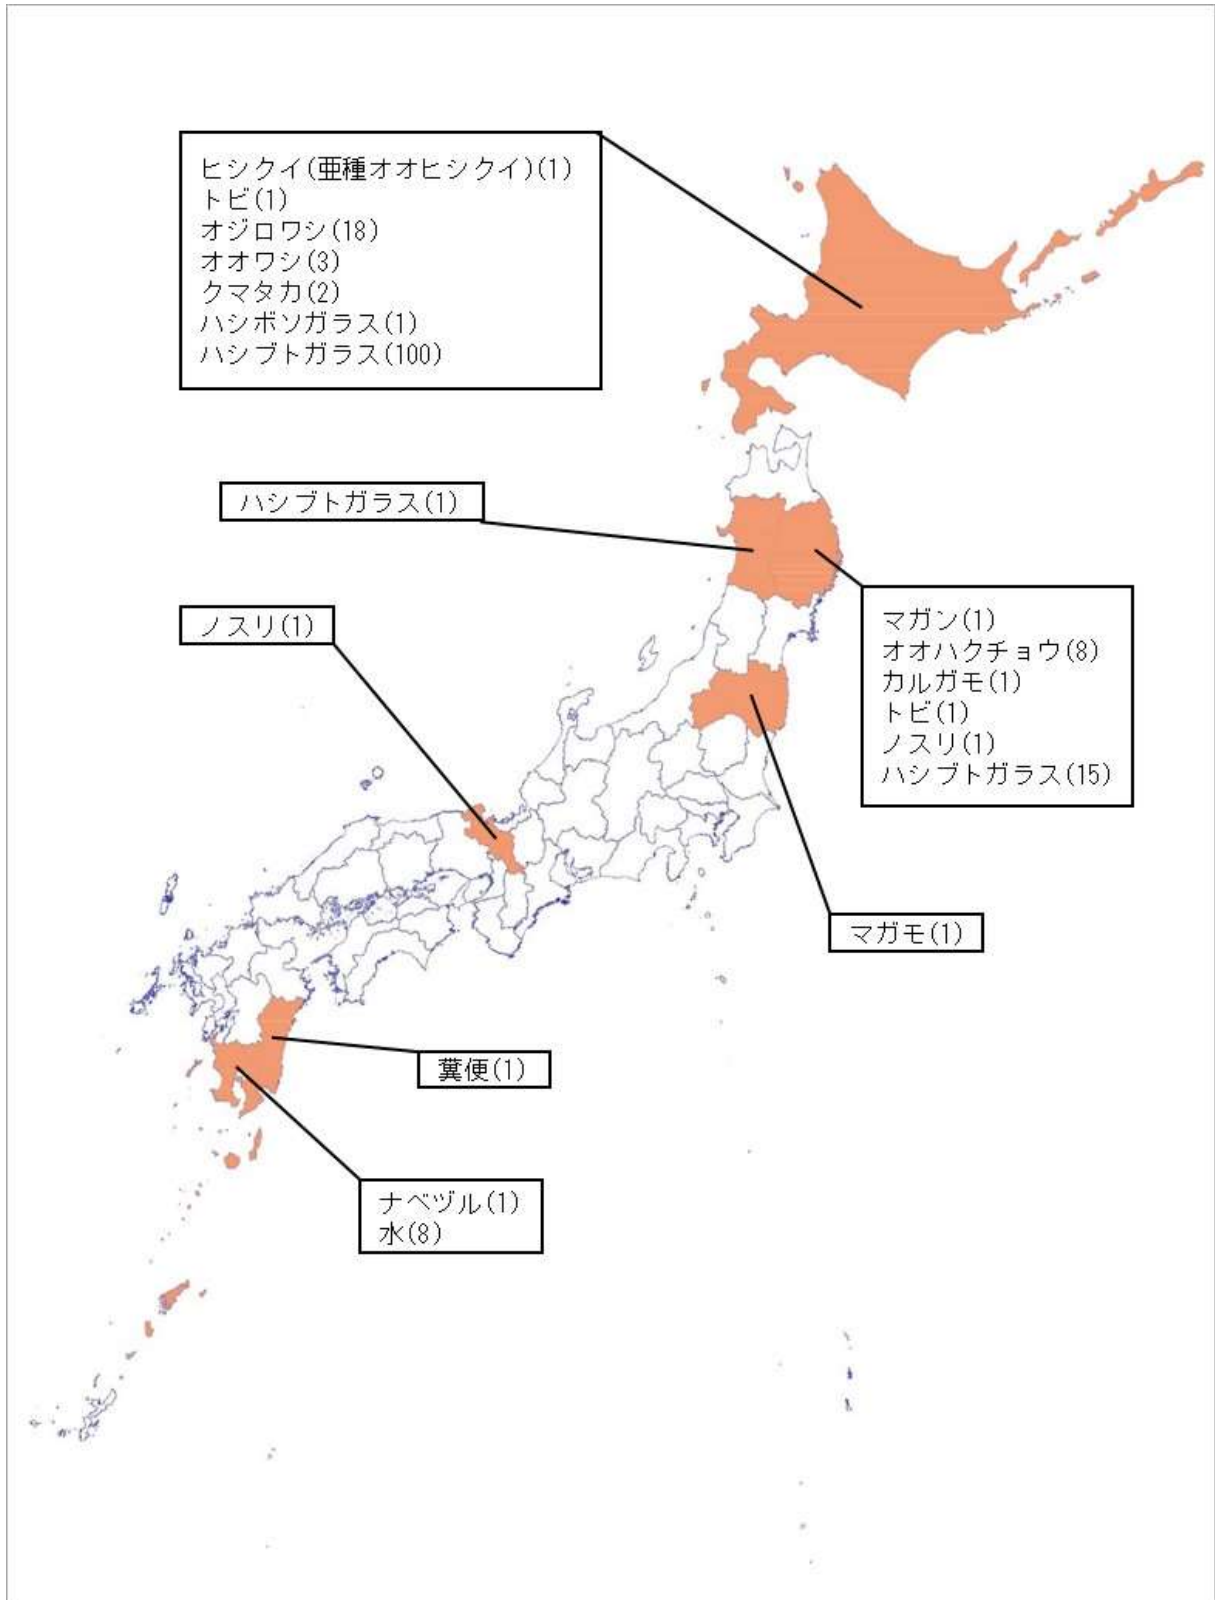 ヒシクイ(亜種オオヒシクイ)(1)
トビ(1)
オジロワシ(18)
オオワシ(3)
クマタカ(2)
ハシボソガラス(1)
ハシブトガラス(100)
ハシブトガラス(1)
ノスリ(1)
マガン(1)
オオハクチョウ(8)
カルガモ(1)
トビ(1)
ノスリ(1)
ハシブトガラス(15)
マガモ(1)
糞便(1)
ナベヅル(1)
水(8)